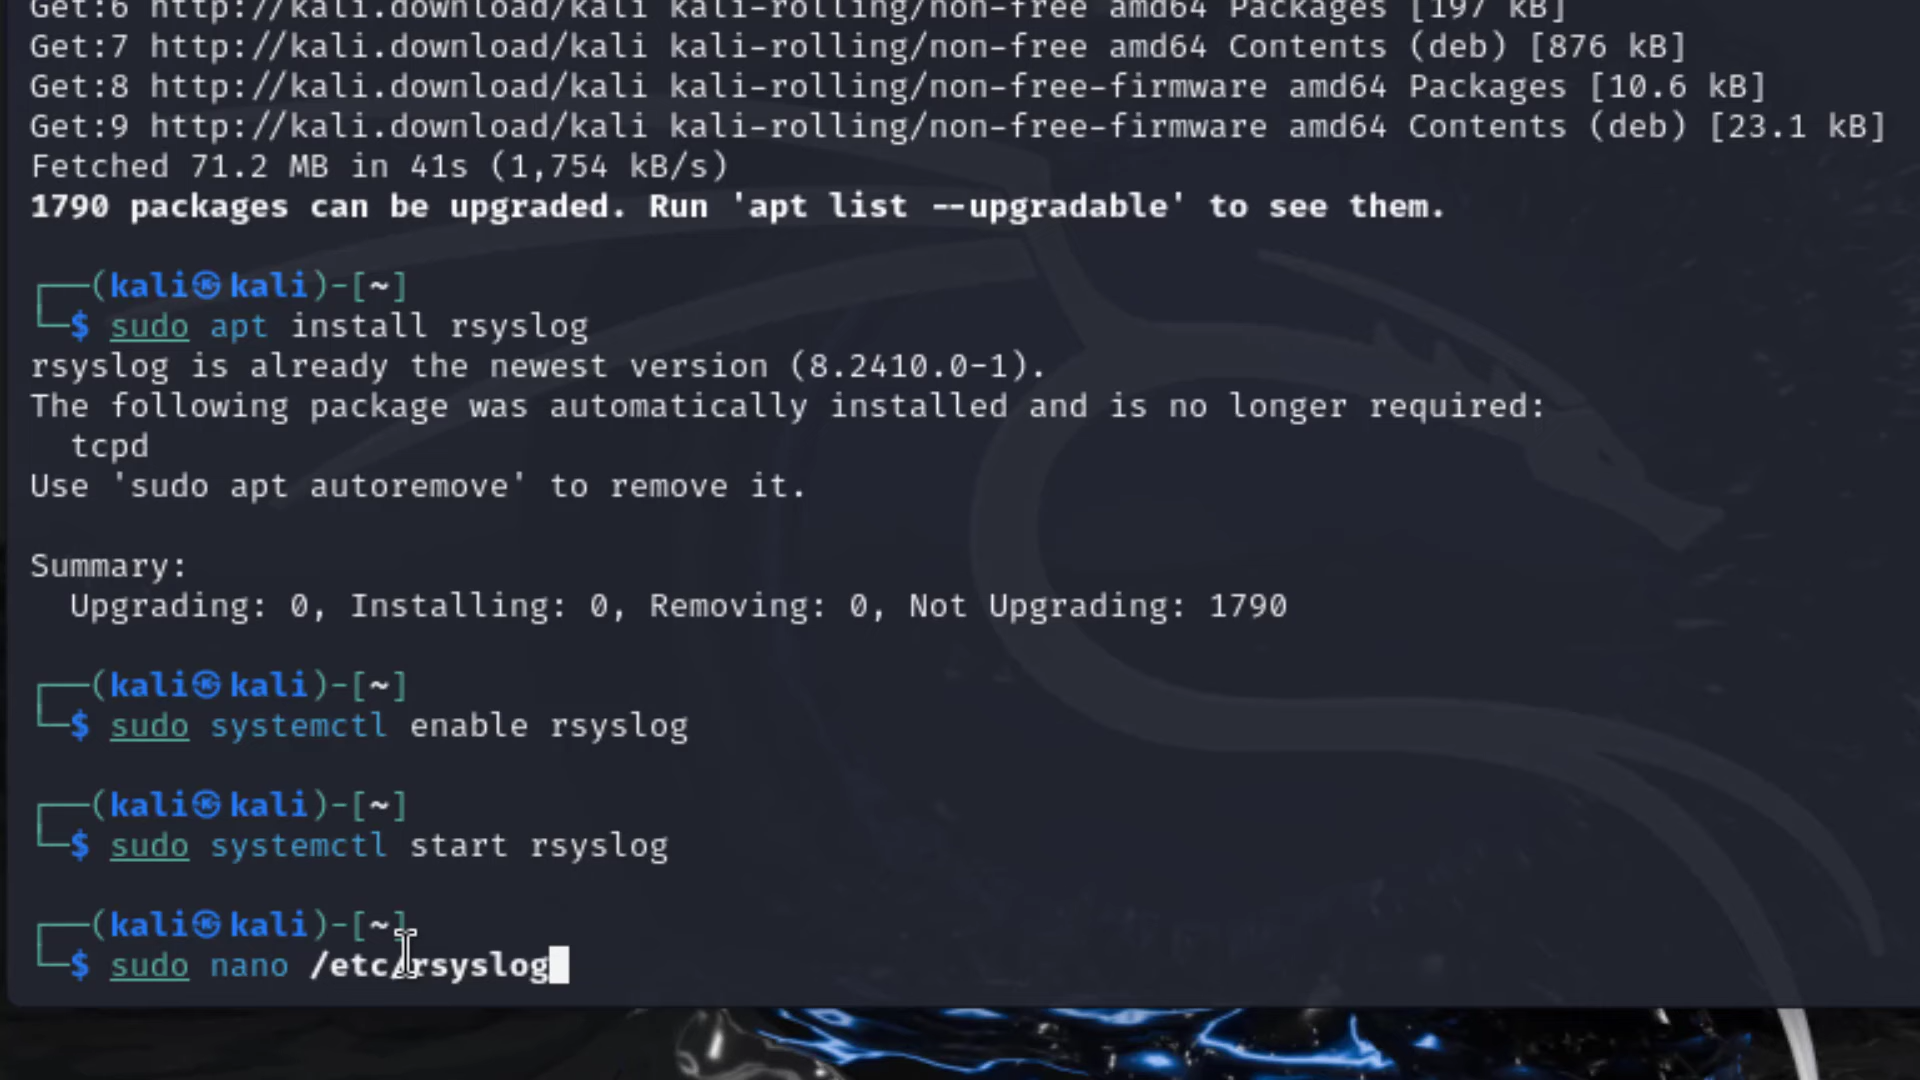 Get:6 http://kali.download/kali kali-rolling/non-free amd64 Packages [197 kB]
Get:7 http://kali.download/kali kali-rolling/non-free amd64 Contents (deb) [876 kB]
Get:8 http://kali.download/kali kali-rolling/non-free-firmware amd64 Packages [10.6 kB]
Get:9 http://kali.download/kali kali-rolling/non-free-firmware amd64 Contents (deb) [23.1 kB]
Fetched 71.2 MB in 41s (1,754 kB/s)
1790 packages can be upgraded. Run 'apt list --upgradable' to see them.
┌──(kali㉿kali)-[~]
└─$ sudo apt install rsyslog
rsyslog is already the newest version (8.2410.0-1).
The following package was automatically installed and is no longer required:
tcpd
Use 'sudo apt autoremove' to remove it.
Summary:
Upgrading: 0, Installing: 0, Removing: 0, Not Upgrading: 1790
┌──(kali㉿kali)-[~]
└─$ sudo systemctl enable rsyslog
┌──(kali㉿kali)-[~]
└─$ sudo systemctl start rsyslog
┌──(kali㉿kali)-[~]
└─$ sudo nano /etc/rsyslog